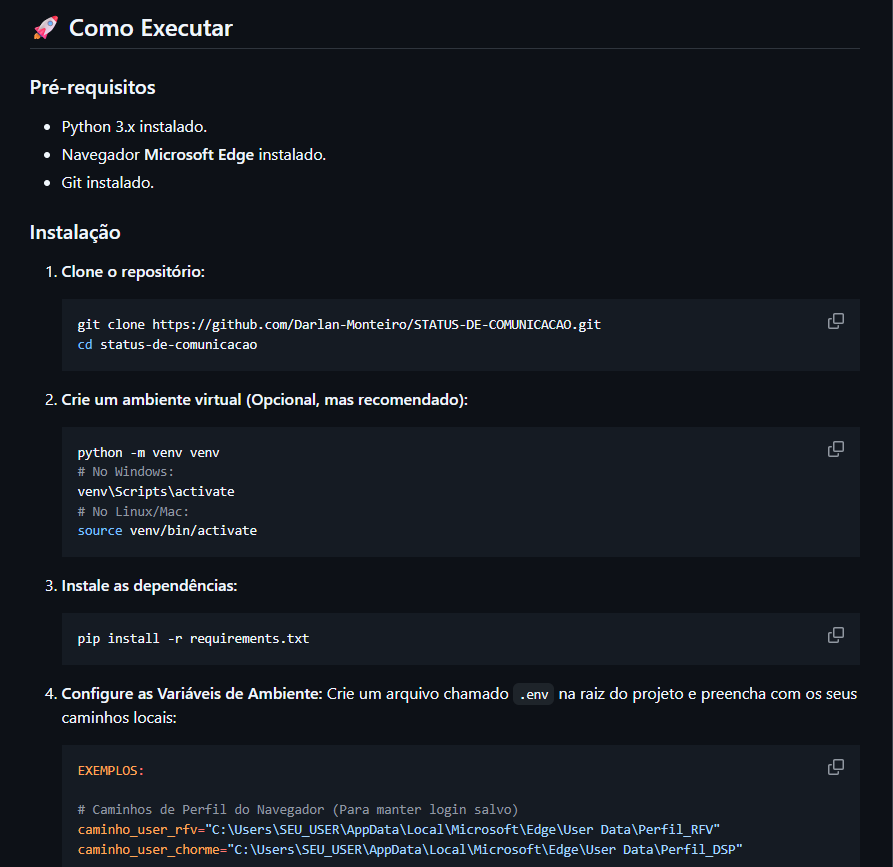 🚀 Como Executar
Pré-requisitos
• Python 3.x instalado.
• Navegador Microsoft Edge instalado.
• Git instalado.
Instalação
1. Clone o repositório:
git clone https://github.com/Darlan-Monteiro/STATUS-DE-COMUNICACAO.git
cd status-de-comunicacao
2. Crie um ambiente virtual (Opcional, mas recomendado):
python -m venv venv
# No Windows:
venv\Scripts\activate
# No Linux/Mac:
source venv/bin/activate
3. Instale as dependências:
pip install -r requirements.txt
4. Configure as Variáveis de Ambiente: Crie um arquivo chamado .env na raiz do projeto e preencha com os seus
caminhos locais:
EXEMPLOS:
# Caminhos de Perfil do Navegador (Para manter login salvo)
caminho_user_rfv="C:\Users\SEU_USER\AppData\Local\Microsoft\Edge\User Data\Perfil_RFV"
caminho_user_chorme="C:\Users\SEU_USER\AppData\Local\Microsoft\Edge\User Data\Perfil_DSP"